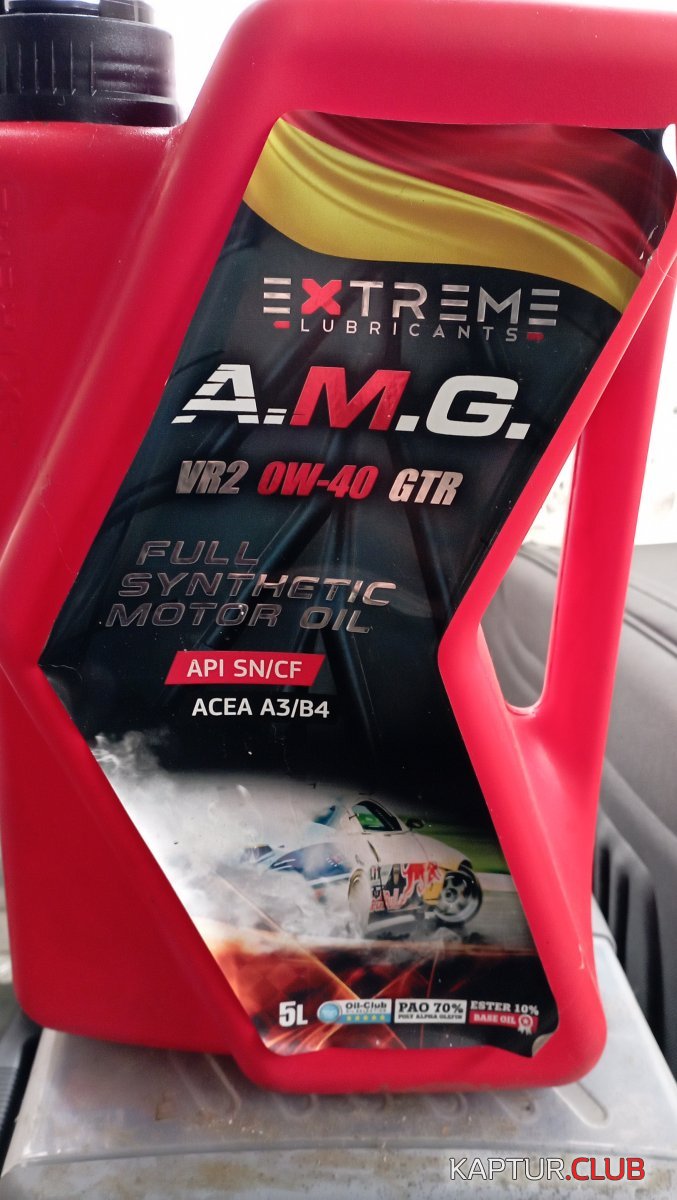 EXTREME
LUBRICANTS
A.M.G.
VR2 0W-40 GTR
FULL
SYNTHETIC
MOTOR OIL
API SN/CF
ACEA A3/B4
5L
Oil-Club
PAO 70%
POLY ALPHA OLEFIN
ESTER 10%
BASE OIL
KAPTUR.CLUB